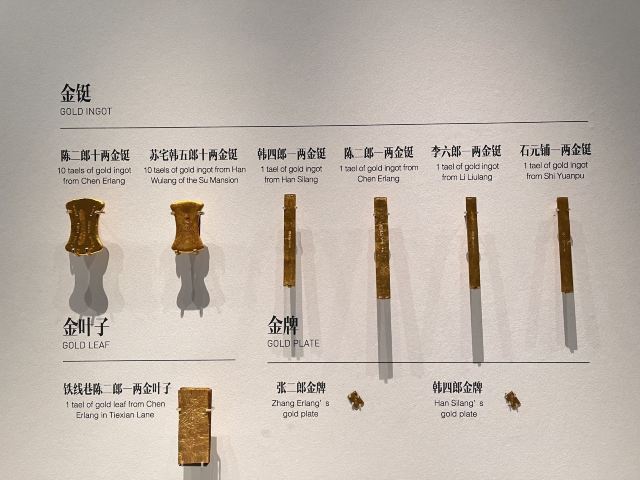 金铤
GOLD INGOT
陈二郎十两金铤
10 taels of gold ingot
from Chen Erlang
苏宅韩五郎十两金铤
10 taels of gold ingot from Han
Wulang of the Su Mansion
韩四郎一两金铤
1 tael of gold ingot
from Han Silang
陈二郎一两金铤
1 tael of gold ingot from
Chen Erlang
李六郎一两金铤
1 tael of gold ingot
from Li Liulang
石元铺一两金铤
1 tael of gold ingot
from Shi Yuanpu
金叶子
GOLD LEAF
铁线巷陈二郎一两金叶子
1 tael of gold leaf from Chen
Erlang in Tiexian Lane
金牌
GOLD PLATE
张二郎金牌
Zhang Erlang's
gold plate
韩四郎金牌
Han Silang's
gold plate